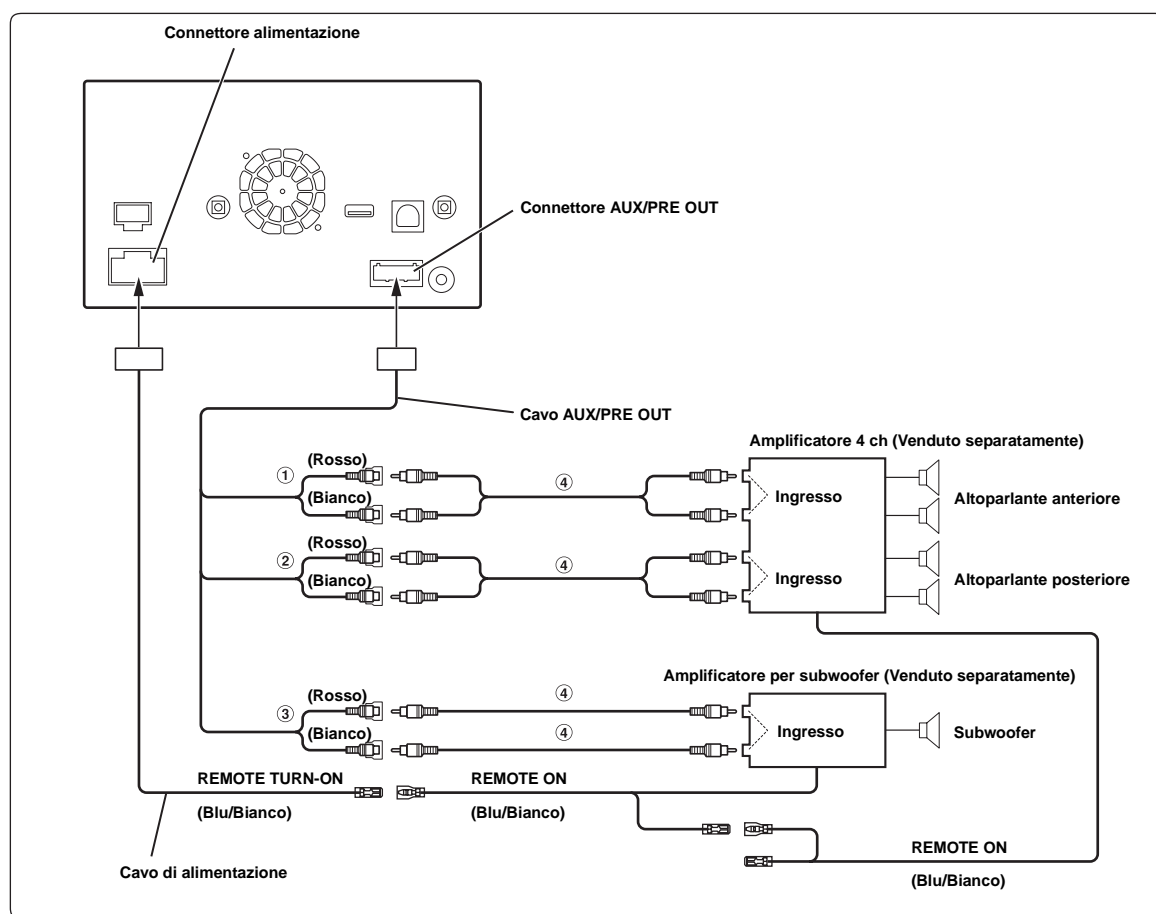 Connettore alimentazione
Connettore AUX/PRE OUT
Cavo AUX/PRE OUT
Amplificatore 4 ch (Venduto separatamente)
(Rosso)
①
④
(Bianco)
Ingresso
Altoparlante anteriore
(Rosso)
②
④
(Bianco)
Ingresso
Altoparlante posteriore
Amplificatore per subwoofer (Venduto separatamente)
(Rosso)
④
③
(Bianco)
④
Ingresso
Subwoofer
REMOTE TURN-ON
(Blu/Bianco)
REMOTE ON
(Blu/Bianco)
REMOTE ON
(Blu/Bianco)
Cavo di alimentazione